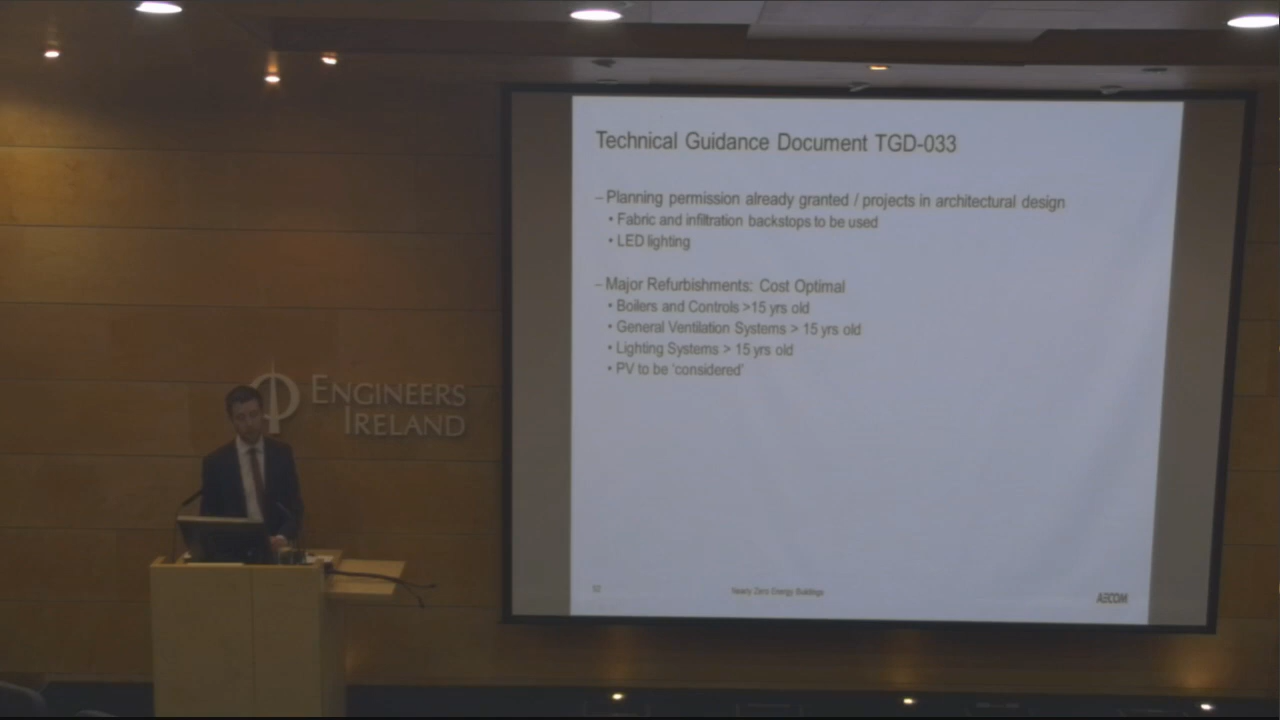 Technical Guidance Document TGD-033
– Planning permission already granted / projects in architectural design
• Fabric and infiltration backstops to be used
• LED lighting
– Major Refurbishments: Cost Optimal
• Boilers and Controls >15 yrs old
• General Ventilation Systems > 15 yrs old
• Lighting Systems > 15 yrs old
• PV to be 'considered'
Nearly Zero Energy Buildings
AECOM
ENGINEERS
IRELAND